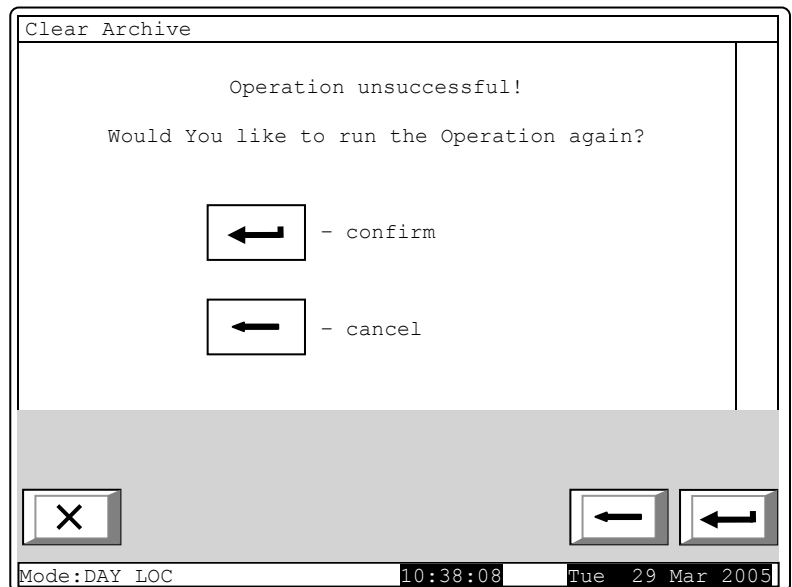 Clear Archive
Operation unsuccessful!
Would You like to run the Operation again?
- confirm
- cancel
Mode:DAY LOC 10:38:08 Tue 29 Mar 2005